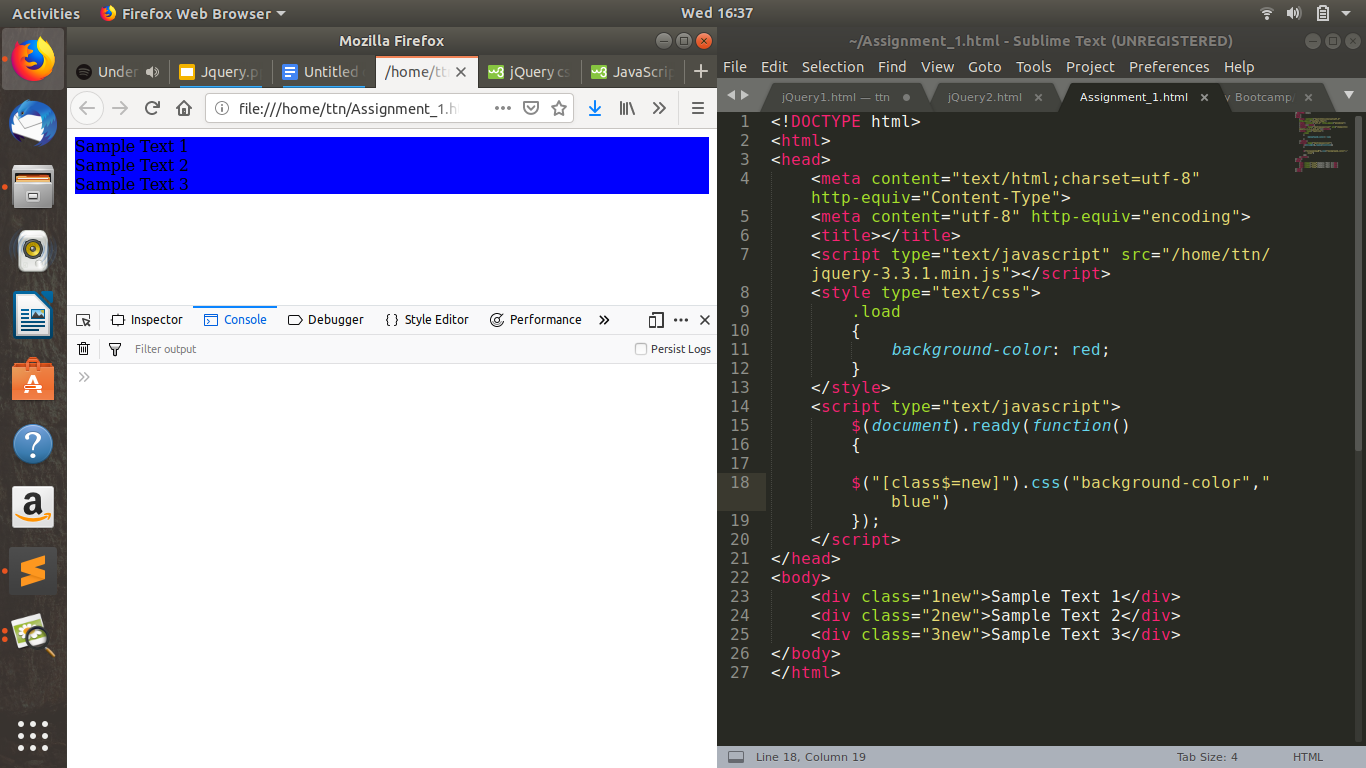 Activities Firefox Web Browser Wed 16:37
Mozilla Firefox
Under Jquery.p Untitled /home/ttn jQuery cs JavaScrip
file:///home/ttn/Assignment_1.h
Sample Text 1
Sample Text 2
Sample Text 3
Inspector Console Debugger { } Style Editor Performance »
Filter output Persist Logs
»
~/Assignment_1.html - Sublime Text (UNREGISTERED)
File Edit Selection Find View Goto Tools Project Preferences Help
jQuery1.html — ttn jQuery2.html Assignment_1.html y Bootcamp/
1 <!DOCTYPE html>
2 <html>
3 <head>
4 <meta content="text/html;charset=utf-8"
http-equiv="Content-Type">
5 <meta content="utf-8" http-equiv="encoding">
6 <title></title>
7 <script type="text/javascript" src="/home/ttn/
jquery-3.3.1.min.js"></script>
8 <style type="text/css">
9 .load
10 {
11 background-color: red;
12 }
13 </style>
14 <script type="text/javascript">
15 $(document).ready(function()
16 {
17
18 $("[class$=new]").css("background-color","
blue")
19 });
20 </script>
21 </head>
22 <body>
23 <div class="1new">Sample Text 1</div>
24 <div class="2new">Sample Text 2</div>
25 <div class="3new">Sample Text 3</div>
26 </body>
27 </html>
Line 18, Column 19 Tab Size: 4 HTML